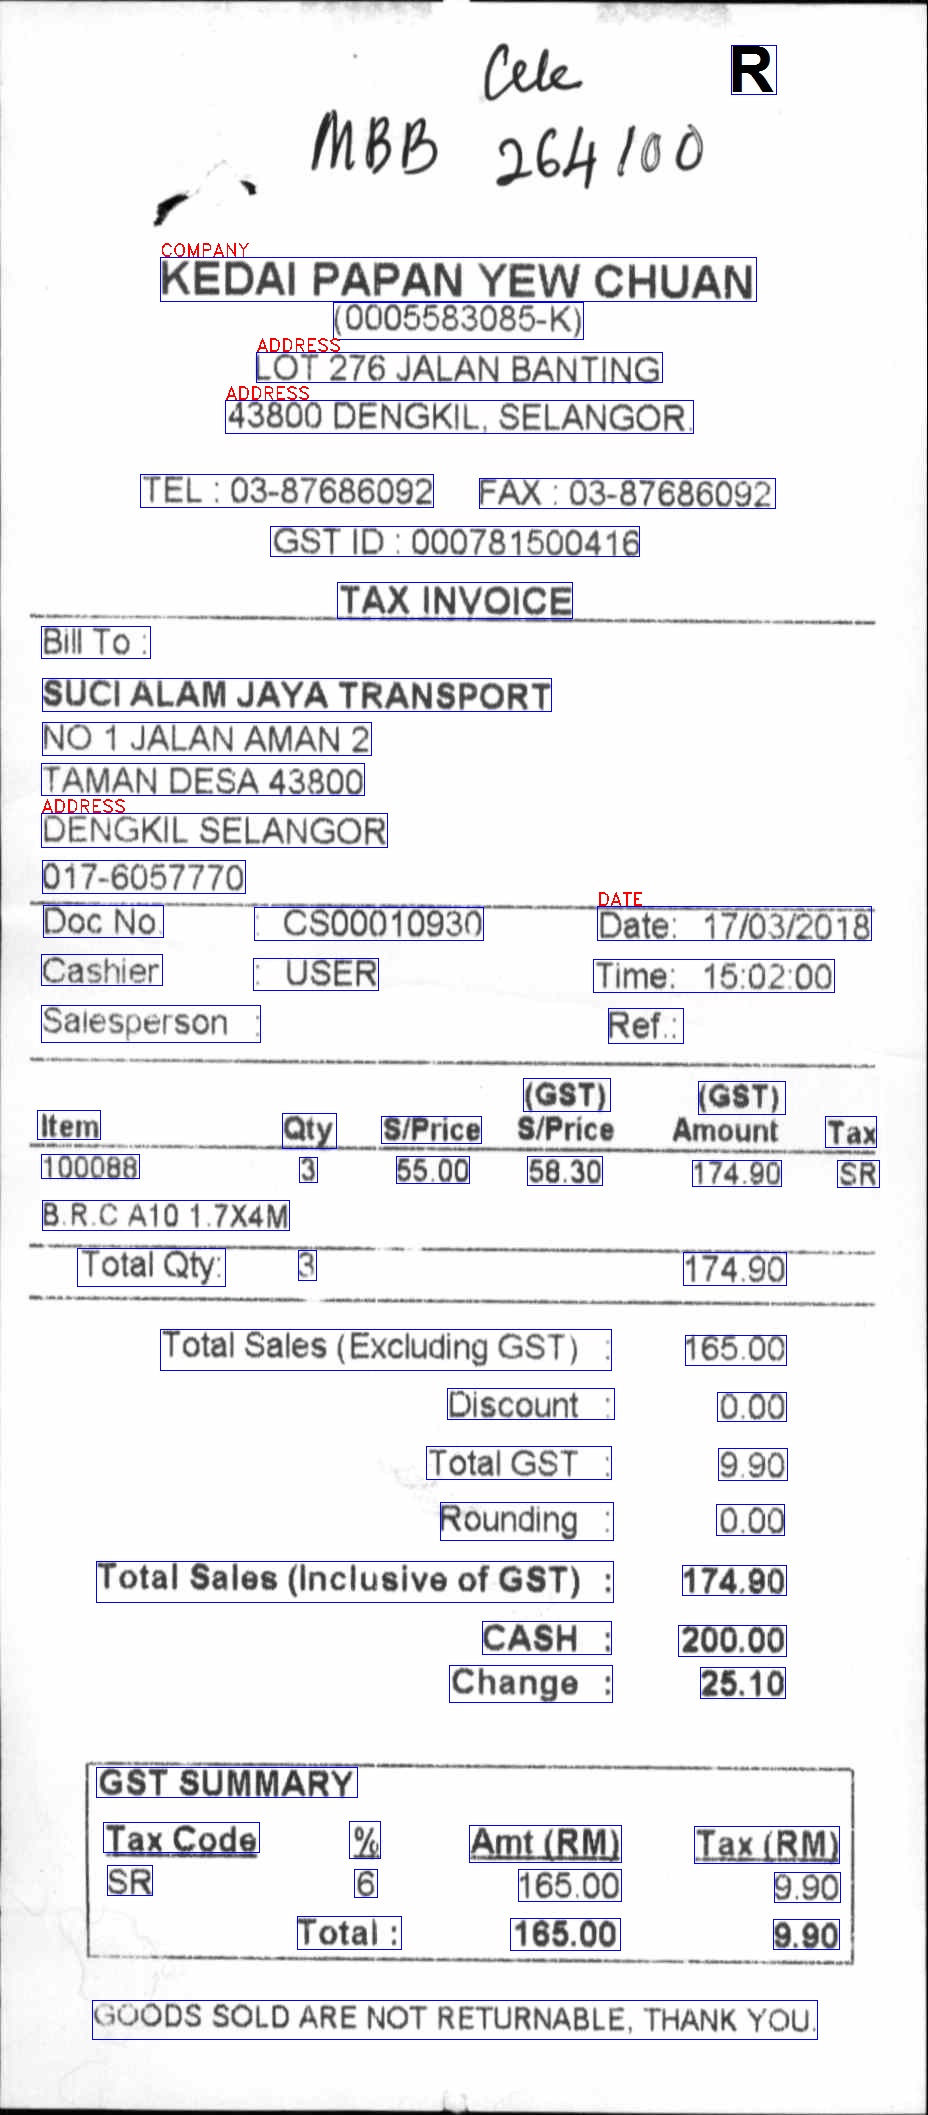 Cele R
MBB 264/00
COMPANY
KEDAI PAPAN YEW CHUAN
(0005583085-K)
ADDRESS
LOT 276 JALAN BANTING
ADDRESS
43800 DENGKIL, SELANGOR.
TEL : 03-87686092 FAX : 03-87686092
GST ID : 000781500416
TAX INVOICE
Bill To :
SUCI ALAM JAYA TRANSPORT
NO 1 JALAN AMAN 2
TAMAN DESA 43800
ADDRESS
DENGKIL SELANGOR
017-6057770
DATE
Doc No. : CS00010930 Date: 17/03/2018
Cashier : USER Time: 15:02:00
Salesperson : Ref.:
(GST) (GST)
Item Qty S/Price S/Price Amount Tax
100088 3 55.00 58.30 174.90 SR
B.R.C A10 1.7X4M
Total Qty: 3 174.90
Total Sales (Excluding GST) : 165.00
Discount : 0.00
Total GST : 9.90
Rounding : 0.00
Total Sales (Inclusive of GST) : 174.90
CASH : 200.00
Change : 25.10
GST SUMMARY
Tax Code % Amt (RM) Tax (RM)
SR 6 165.00 9.90
Total : 165.00 9.90
GOODS SOLD ARE NOT RETURNABLE, THANK YOU.